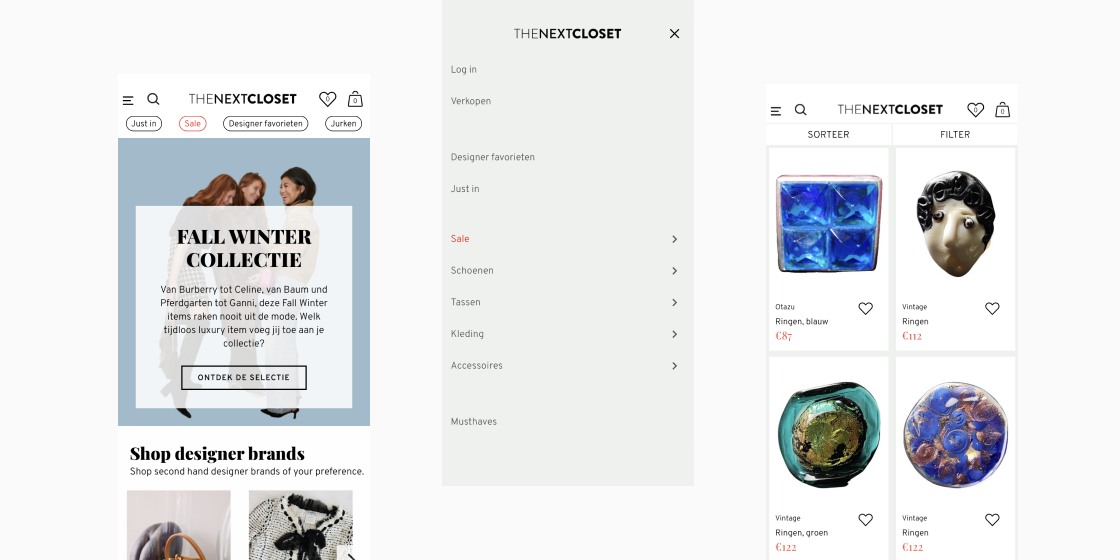 THENEXTCLOSET
0
0
Just in
Sale
Designer favorieten
Jurken
FALL WINTER
COLLECTIE
Van Burberry tot Celine, van Baum und
Pferdgarten tot Ganni, deze Fall Winter
items raken nooit uit de mode. Welk
tijdloos luxury item voeg jij toe aan je
collectie?
ONTDEK DE SELECTIE
Shop designer brands
Shop second hand designer brands of your preference.
THENEXTCLOSET
Log in
Verkopen
Designer favorieten
Just in
Sale
Schoenen
Tassen
Kleding
Accessoires
Musthaves
THENEXTCLOSET
0
0
SORTEER
FILTER
Otazu
Ringen, blauw
€87
Vintage
Ringen
€112
Vintage
Ringen, groen
€122
Vintage
Ringen
€122